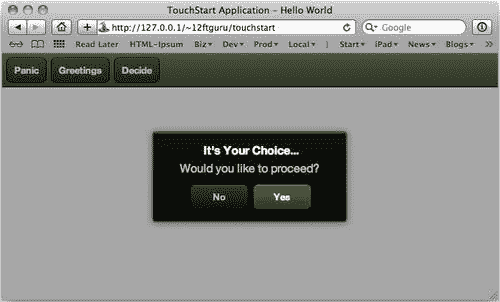 TouchStart Application – Hello World
http://127.0.0.1/~12ftguru/touchstart
Google
Read Later HTML-Ipsum Biz Dev Prod Local | Start iPad News Blogs »
Panic Greetings Decide
It's Your Choice...
Would you like to proceed?
No Yes